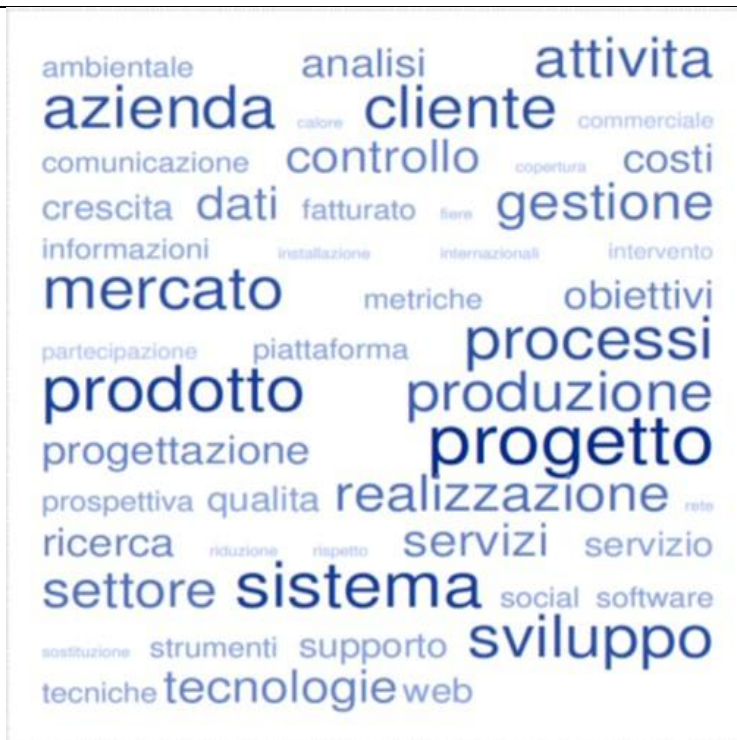 ambientale analisi attivita
azienda calore cliente commerciale
comunicazione controllo copertura costi
crescita dati fatturato fiere gestione
informazioni installazione internazionali intervento
mercato metriche obiettivi
partecipazione piattaforma processi
prodotto produzione
progettazione progetto
prospettiva qualita realizzazione rete
ricerca riduzione rispetto servizi servizio
settore sistema social software
sostituzione strumenti supporto sviluppo
tecniche tecnologie web